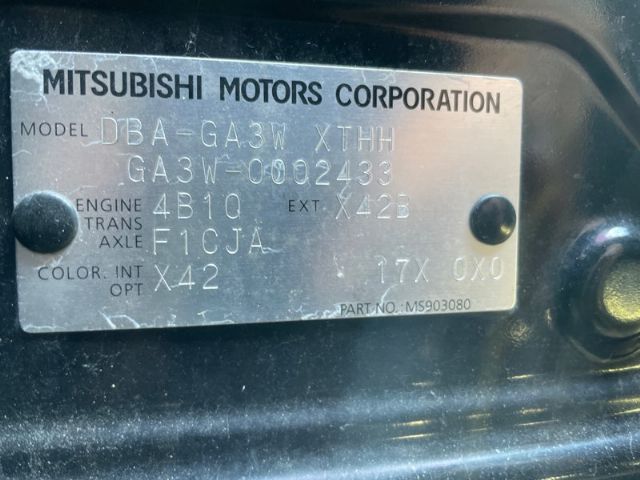 MITSUBISHI MOTORS CORPORATION
MODEL DBA-GA3W XTHH
GA3W-0002433
ENGINE 4B10 EXT X42B
TRANS AXLE F1CJA
COLOR. INT OPT X42 17X 0X0
PART NO.: MS903080